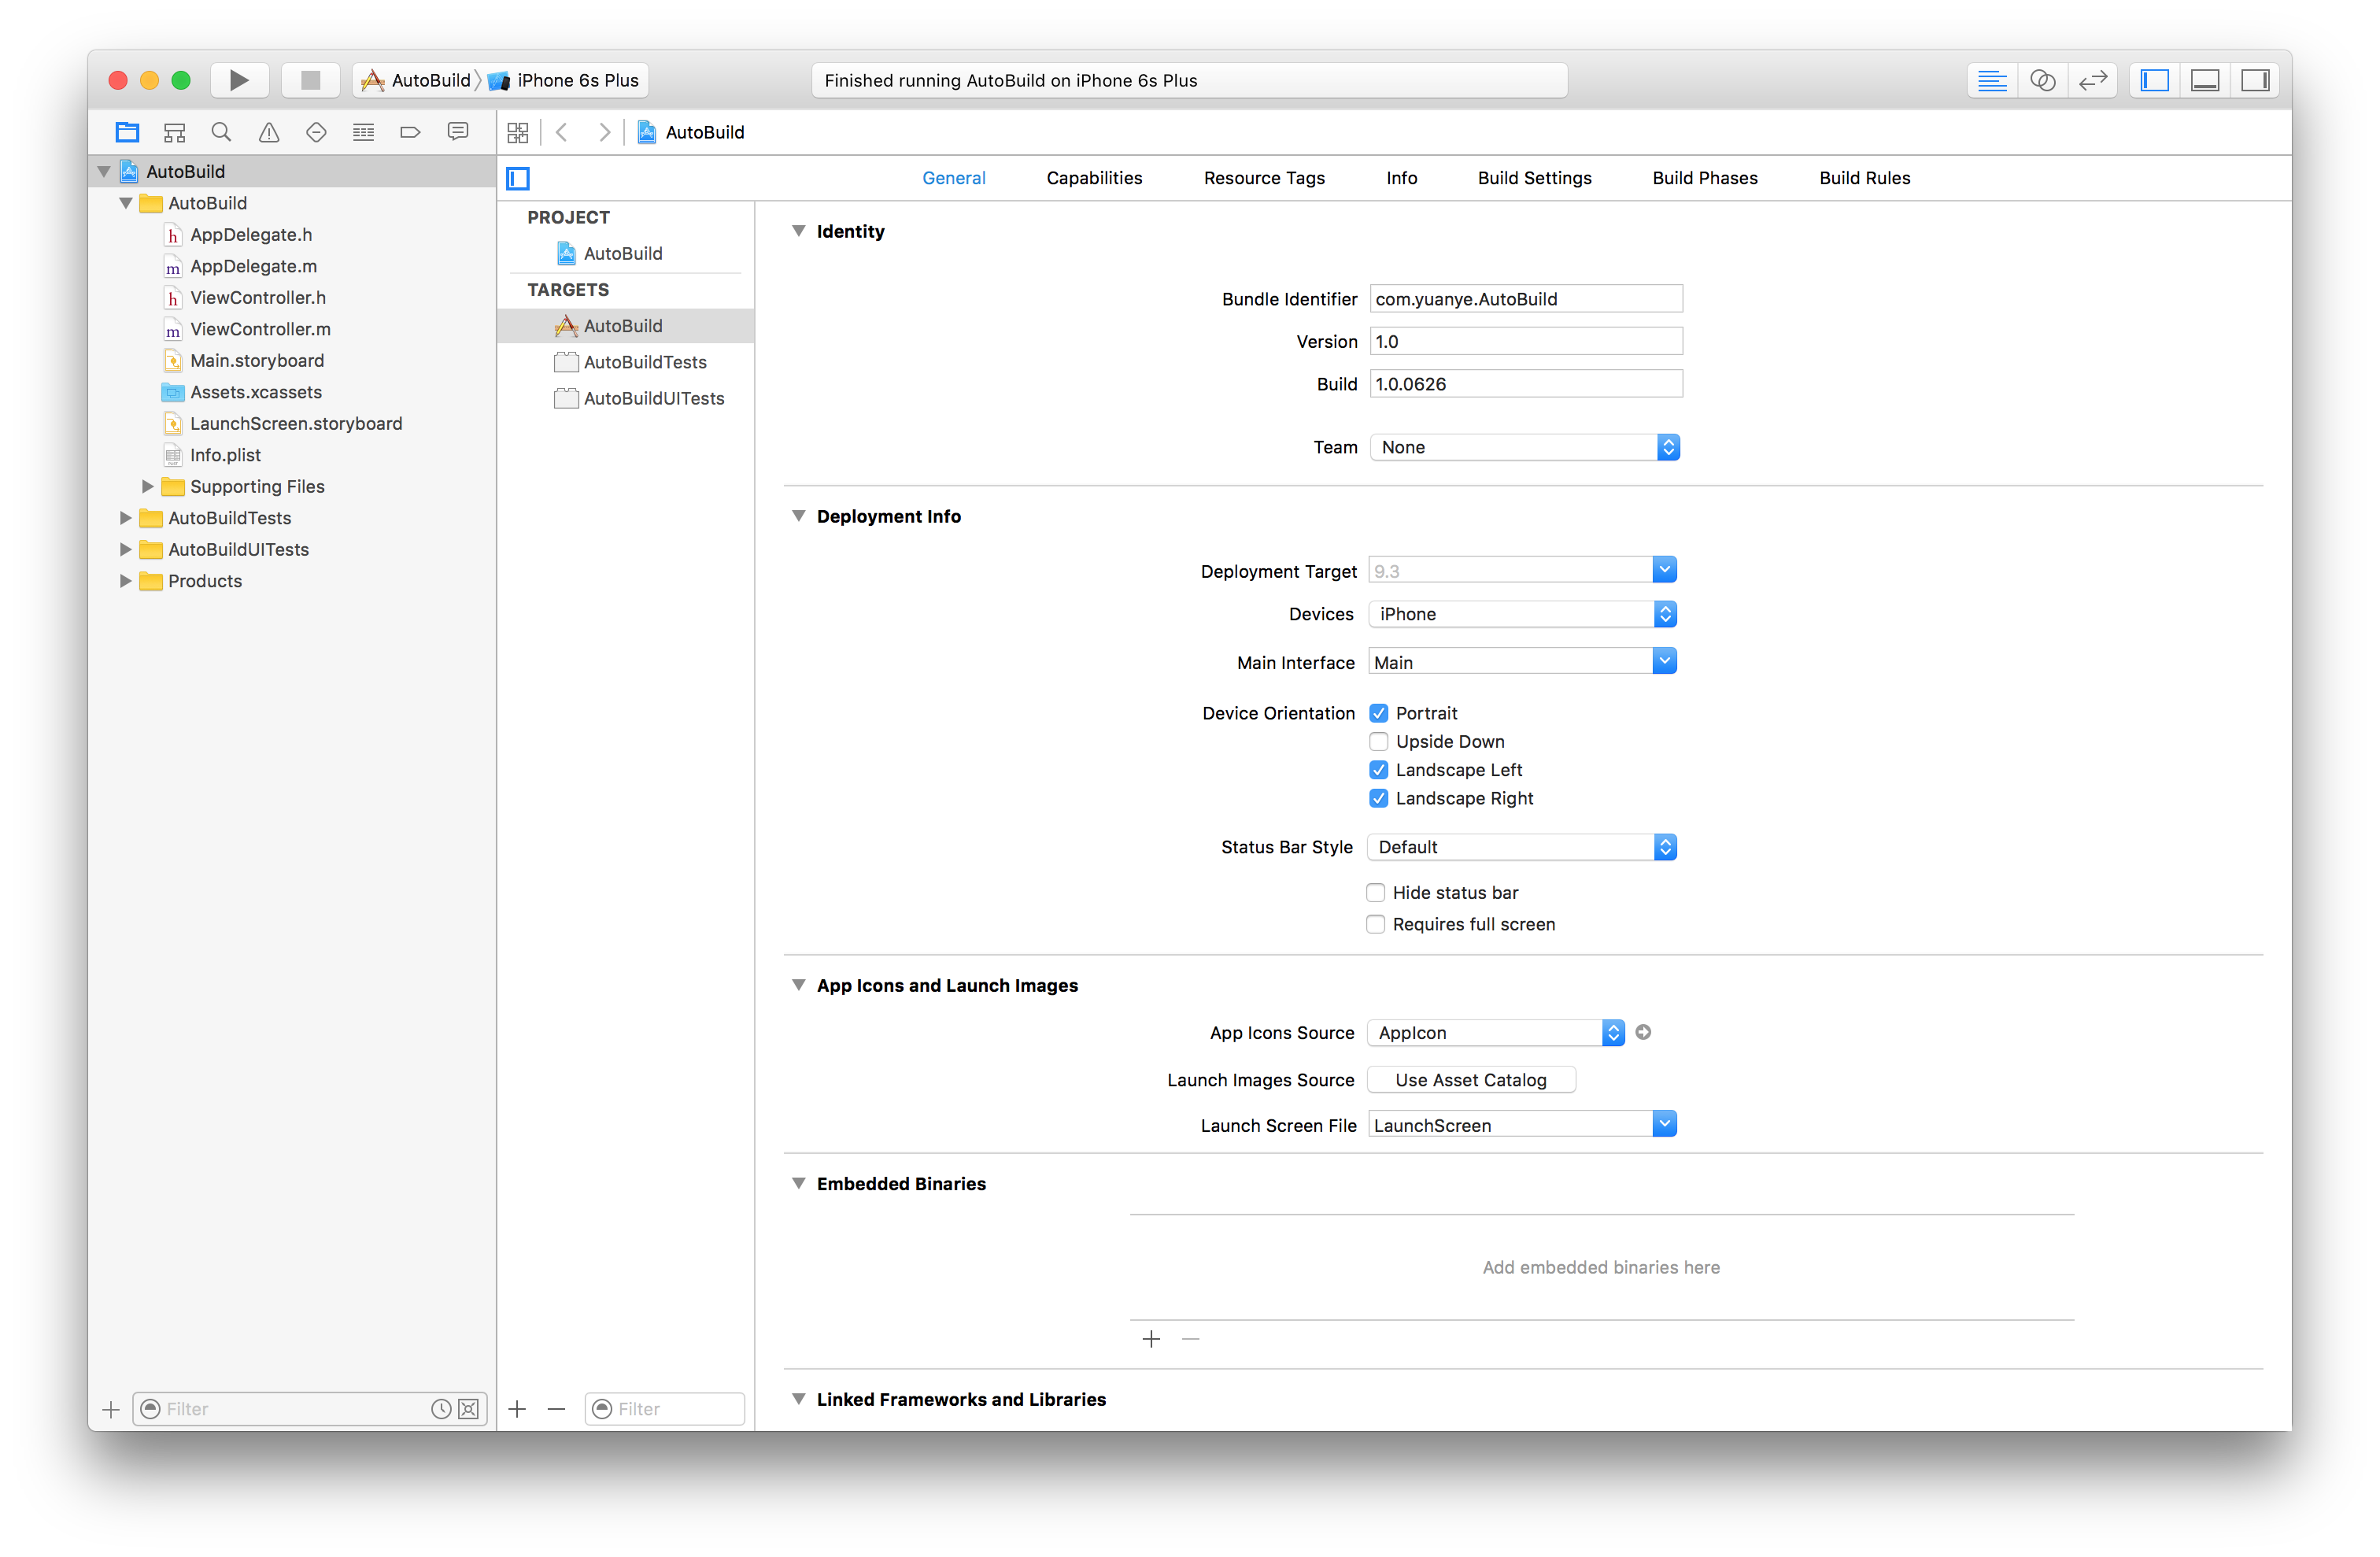 AutoBuild
iPhone 6s Plus
Finished running AutoBuild on iPhone 6s Plus
AutoBuild
AutoBuild
AutoBuild
AppDelegate.h
AppDelegate.m
ViewController.h
ViewController.m
Main.storyboard
Assets.xcassets
LaunchScreen.storyboard
Info.plist
Supporting Files
AutoBuildTests
AutoBuildUITests
Products
Filter
General
Capabilities
Resource Tags
Info
Build Settings
Build Phases
Build Rules
PROJECT
AutoBuild
TARGETS
AutoBuild
AutoBuildTests
AutoBuildUITests
Filter
Identity
Bundle Identifier com.yuanye.AutoBuild
Version 1.0
Build 1.0.0626
Team None
Deployment Info
Deployment Target 9.3
Devices iPhone
Main Interface Main
Device Orientation Portrait
Upside Down
Landscape Left
Landscape Right
Status Bar Style Default
Hide status bar
Requires full screen
App Icons and Launch Images
App Icons Source AppIcon
Launch Images Source Use Asset Catalog
Launch Screen File LaunchScreen
Embedded Binaries
Add embedded binaries here
Linked Frameworks and Libraries